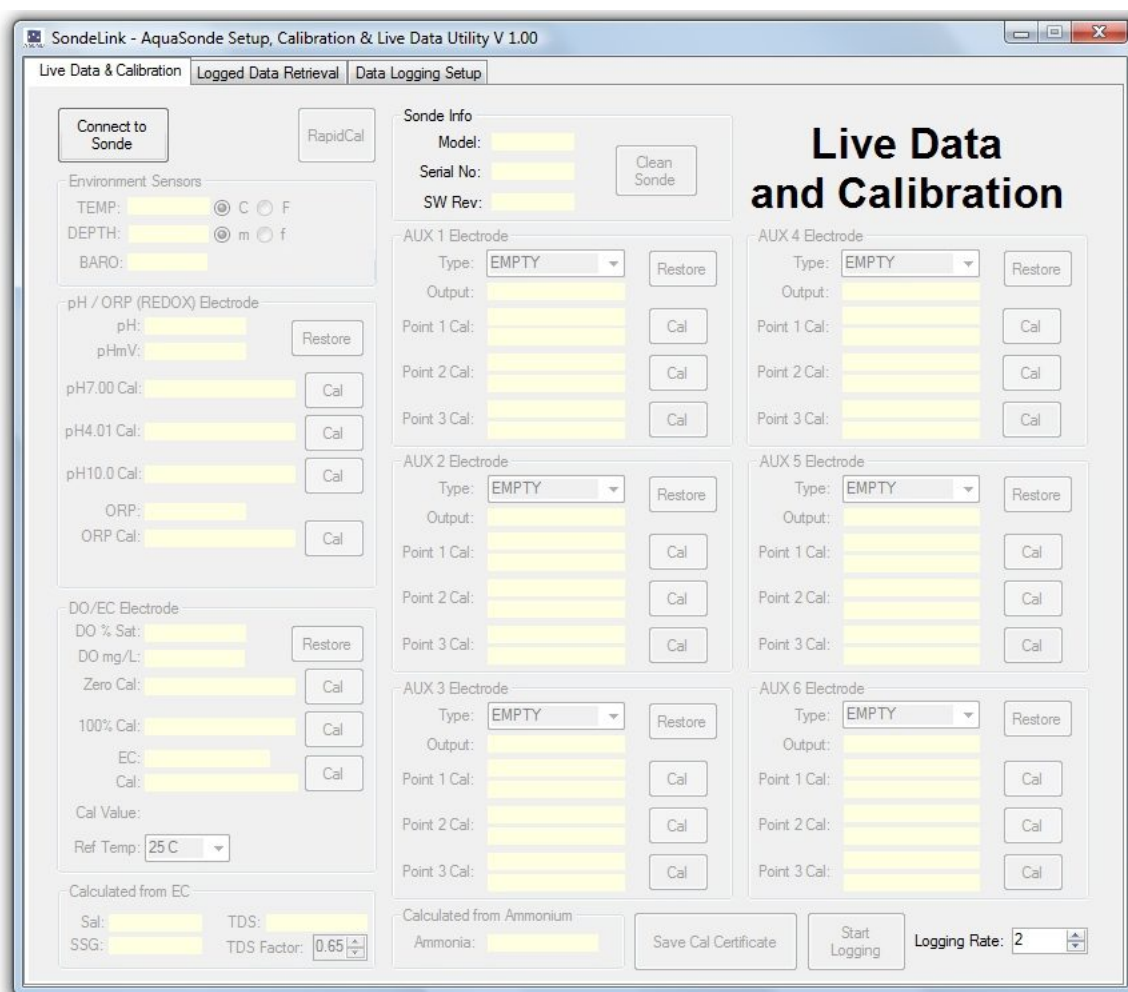 SondeLink - AquaSonde Setup, Calibration & Live Data Utility V 1.00
Live Data & Calibration Logged Data Retrieval Data Logging Setup
Connect to
Sonde
RapidCal
Environment Sensors
TEMP: C F
DEPTH: m f
BARO:
pH / ORP (REDOX) Electrode
pH:
pHmV:
Restore
pH7.00 Cal: Cal
pH4.01 Cal: Cal
pH10.0 Cal: Cal
ORP:
ORP Cal: Cal
DO/EC Electrode
DO % Sat:
DO mg/L:
Restore
Zero Cal: Cal
100% Cal: Cal
EC:
Cal: Cal
Cal Value:
Ref Temp: 25 C
Calculated from EC
Sal: TDS:
SSG: TDS Factor: 0.65
Sonde Info
Model:
Serial No:
SW Rev:
Clean
Sonde
Live Data
and Calibration
AUX 1 Electrode
Type: EMPTY Restore
Output:
Point 1 Cal: Cal
Point 2 Cal: Cal
Point 3 Cal: Cal
AUX 2 Electrode
Type: EMPTY Restore
Output:
Point 1 Cal: Cal
Point 2 Cal: Cal
Point 3 Cal: Cal
AUX 3 Electrode
Type: EMPTY Restore
Output:
Point 1 Cal: Cal
Point 2 Cal: Cal
Point 3 Cal: Cal
AUX 4 Electrode
Type: EMPTY Restore
Output:
Point 1 Cal: Cal
Point 2 Cal: Cal
Point 3 Cal: Cal
AUX 5 Electrode
Type: EMPTY Restore
Output:
Point 1 Cal: Cal
Point 2 Cal: Cal
Point 3 Cal: Cal
AUX 6 Electrode
Type: EMPTY Restore
Output:
Point 1 Cal: Cal
Point 2 Cal: Cal
Point 3 Cal: Cal
Calculated from Ammonium
Ammonia:
Save Cal Certificate
Start
Logging
Logging Rate: 2